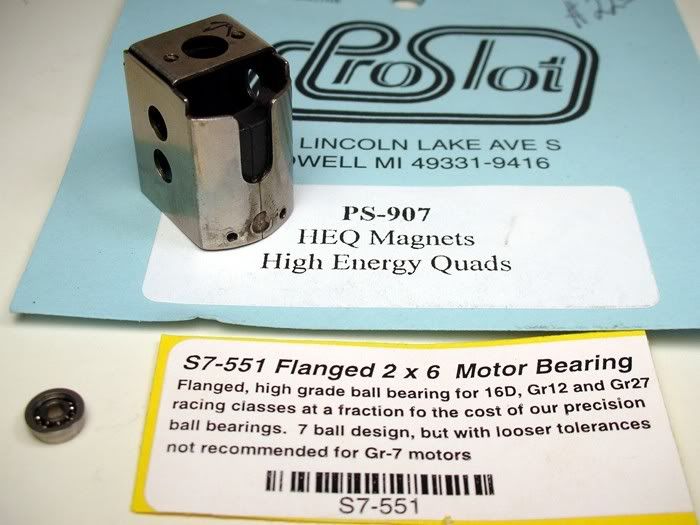 ProSlot
LINCOLN LAKE AVE S
OWELL MI 49331-9416
PS-907
HEQ Magnets
High Energy Quads
S7-551 Flanged 2 x 6 Motor Bearing
Flanged, high grade ball bearing for 16D, Gr12 and Gr27
racing classes at a fraction fo the cost of our precision
ball bearings. 7 ball design, but with looser tolerances
not recommended for Gr-7 motors
S7-551